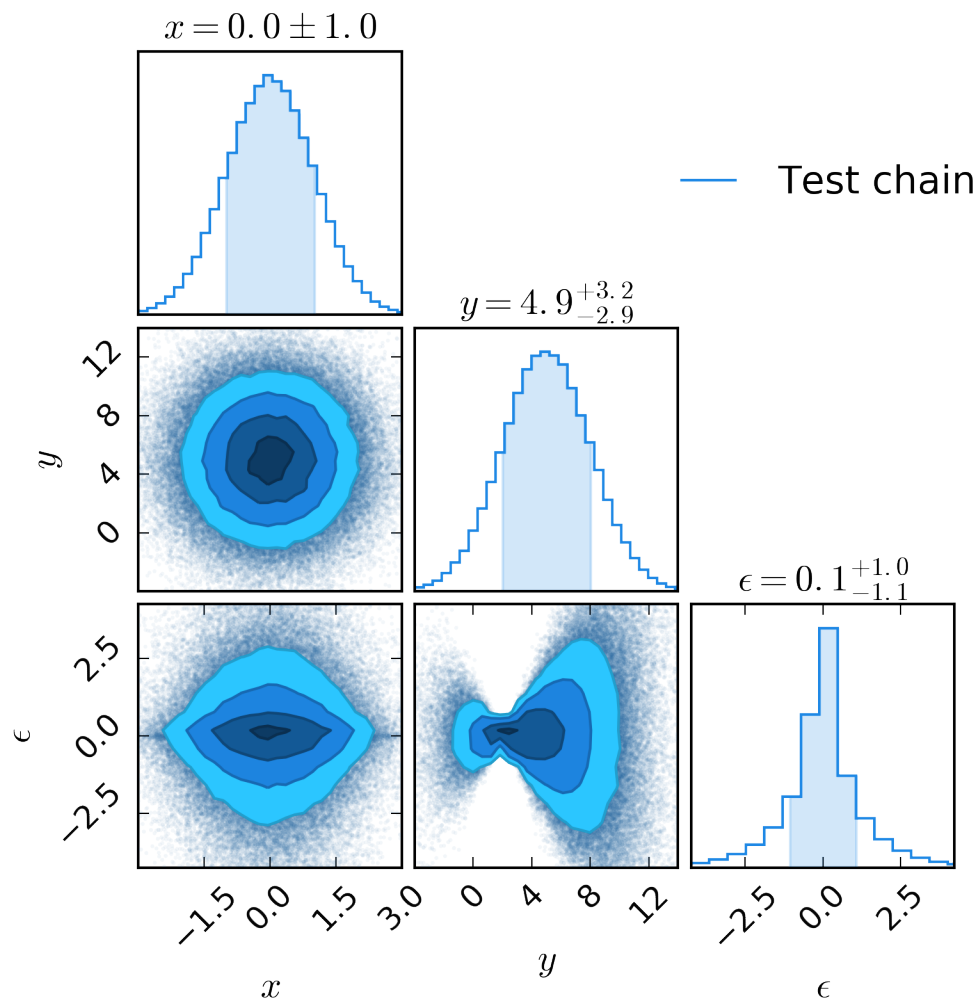 x = 0.0 ± 1.0
Test chain
y = 4.9^{+3.2}_{−2.9}
12
8
4
0
y
ϵ = 0.1^{+1.0}_{−1.1}
2.5
0.0
−2.5
ϵ
−1.5 0.0 1.5 3.0 0 4 8 12 −2.5 0.0 2.5
x y ϵ